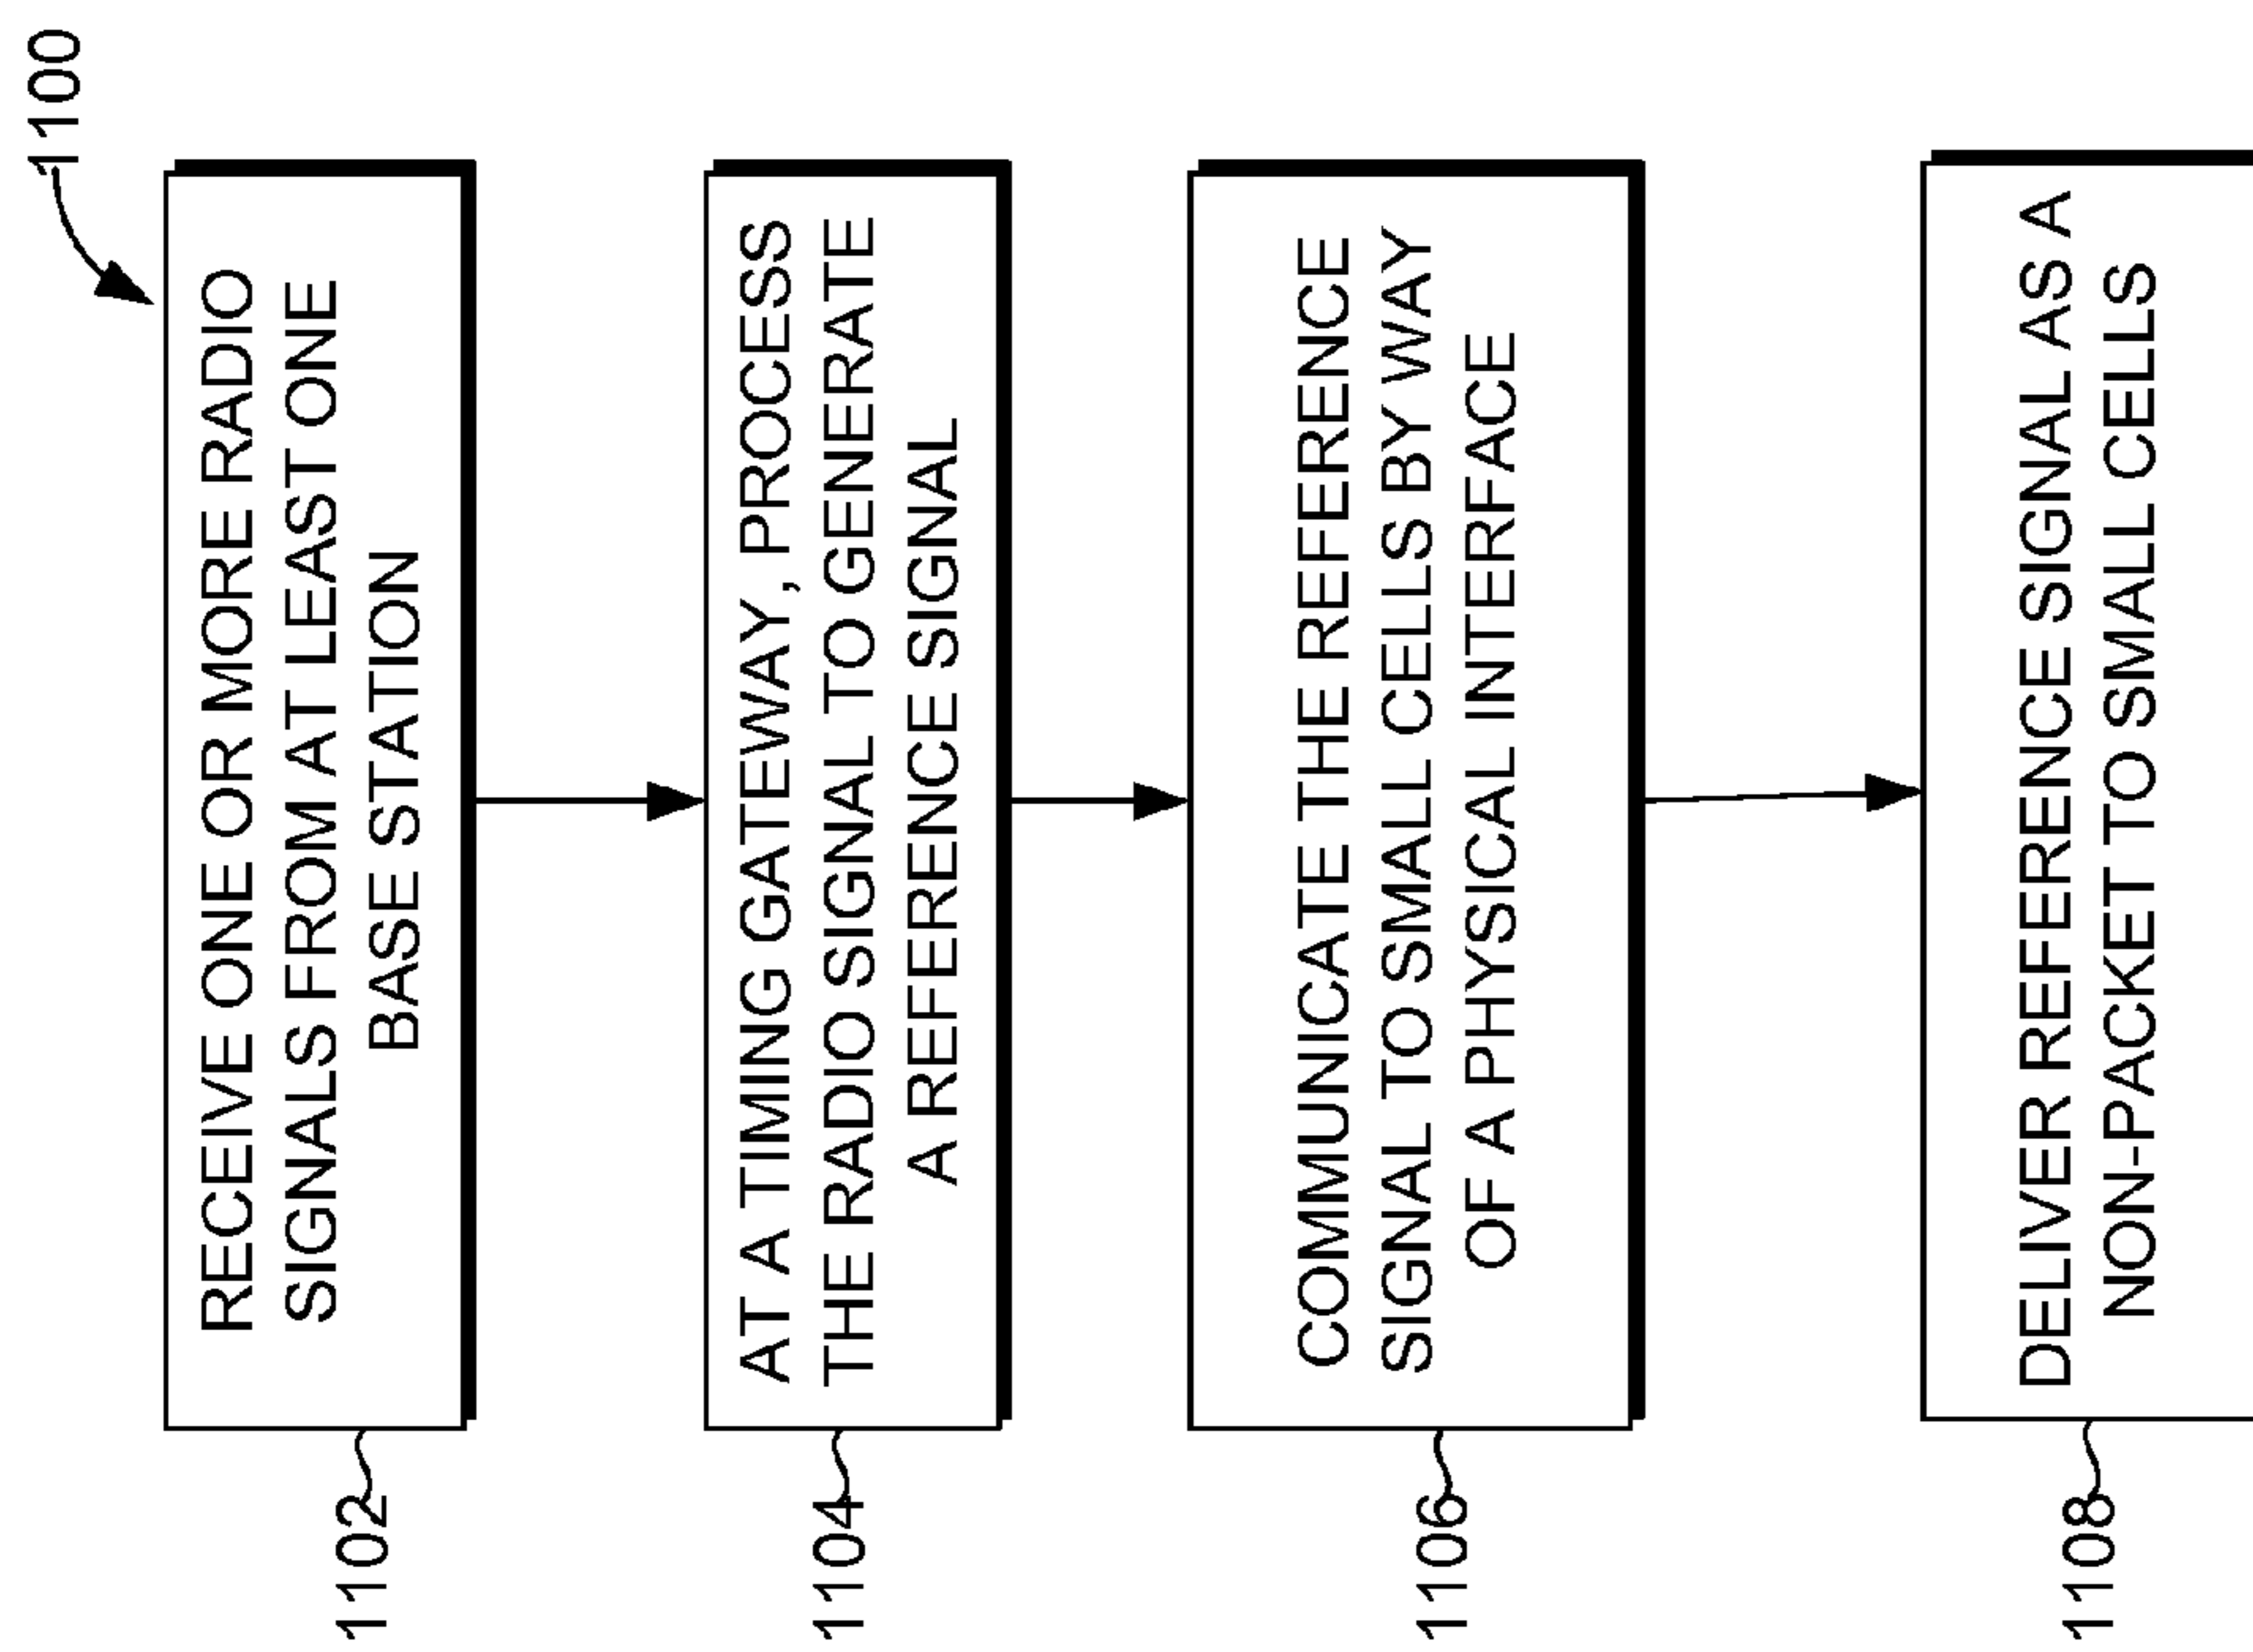 1100
RECEIVE ONE OR MORE RADIO
SIGNALS FROM AT LEAST ONE
BASE STATION
1102
AT A TIMING GATEWAY, PROCESS
THE RADIO SIGNAL TO GENERATE
A REFERENCE SIGNAL
1104
COMMUNICATE THE REFERENCE
SIGNAL TO SMALL CELLS BY WAY
OF A PHYSICAL INTERFACE
1106
DELIVER REFERENCE SIGNAL AS A
NON-PACKET TO SMALL CELLS
1108